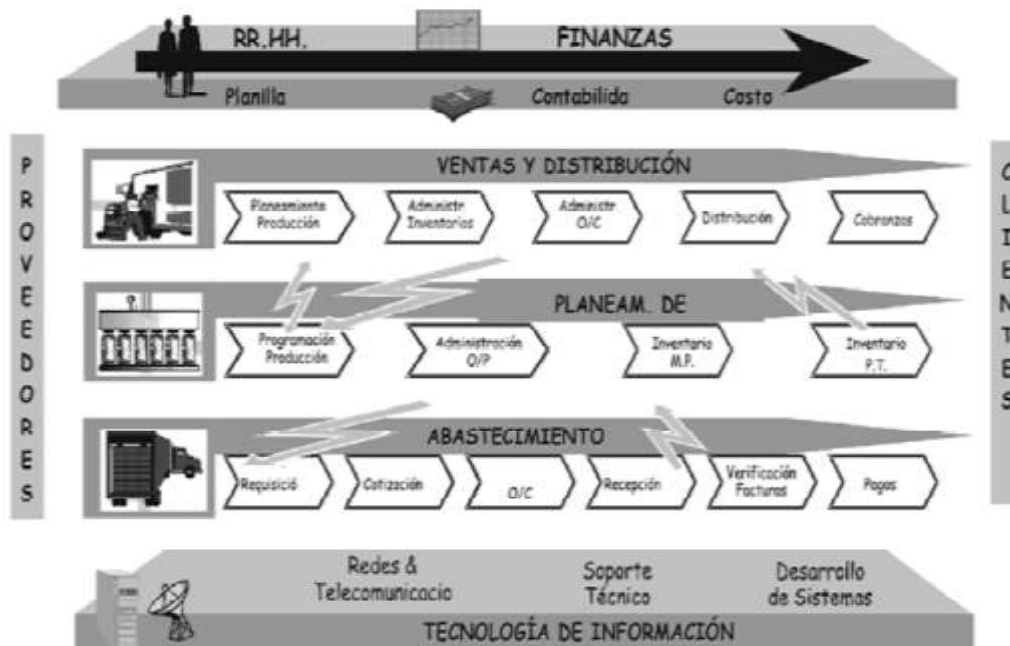 RR.HH.
FINANZAS
Planilla
Contabilida
Costo
PROVEEDORES
VENTAS Y DISTRIBUCIÓN
Planeamiento
Producción
Administr
Inventarios
Administr
O/C
Distribución
Cobranzas
PLANEAM. DE
Programación
Producción
Administración
O/P
Inventario
M.P.
Inventario
P.T.
ABASTECIMIENTO
Requisició
Cotización
O/C
Recepción
Verificación
Facturas
Pagos
CLIENTES
Redes &
Telecomunicacio
Soporte
Técnico
Desarrollo
de Sistemas
TECNOLOGÍA DE INFORMACIÓN